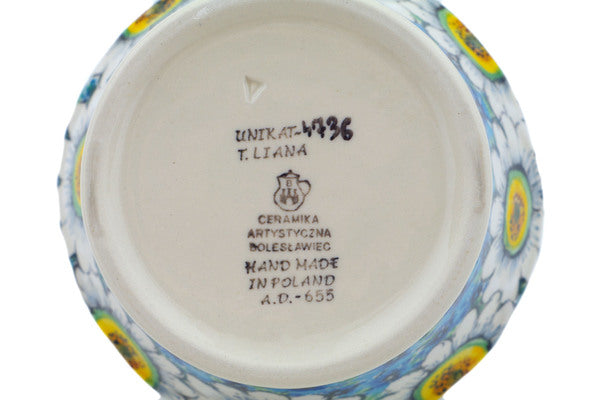 UNIKAT-4736
T. LIANA
CERAMIKA
ARTYSTYCZNA
BOLESŁAWIEC
HAND MADE
IN POLAND
A.D.-655